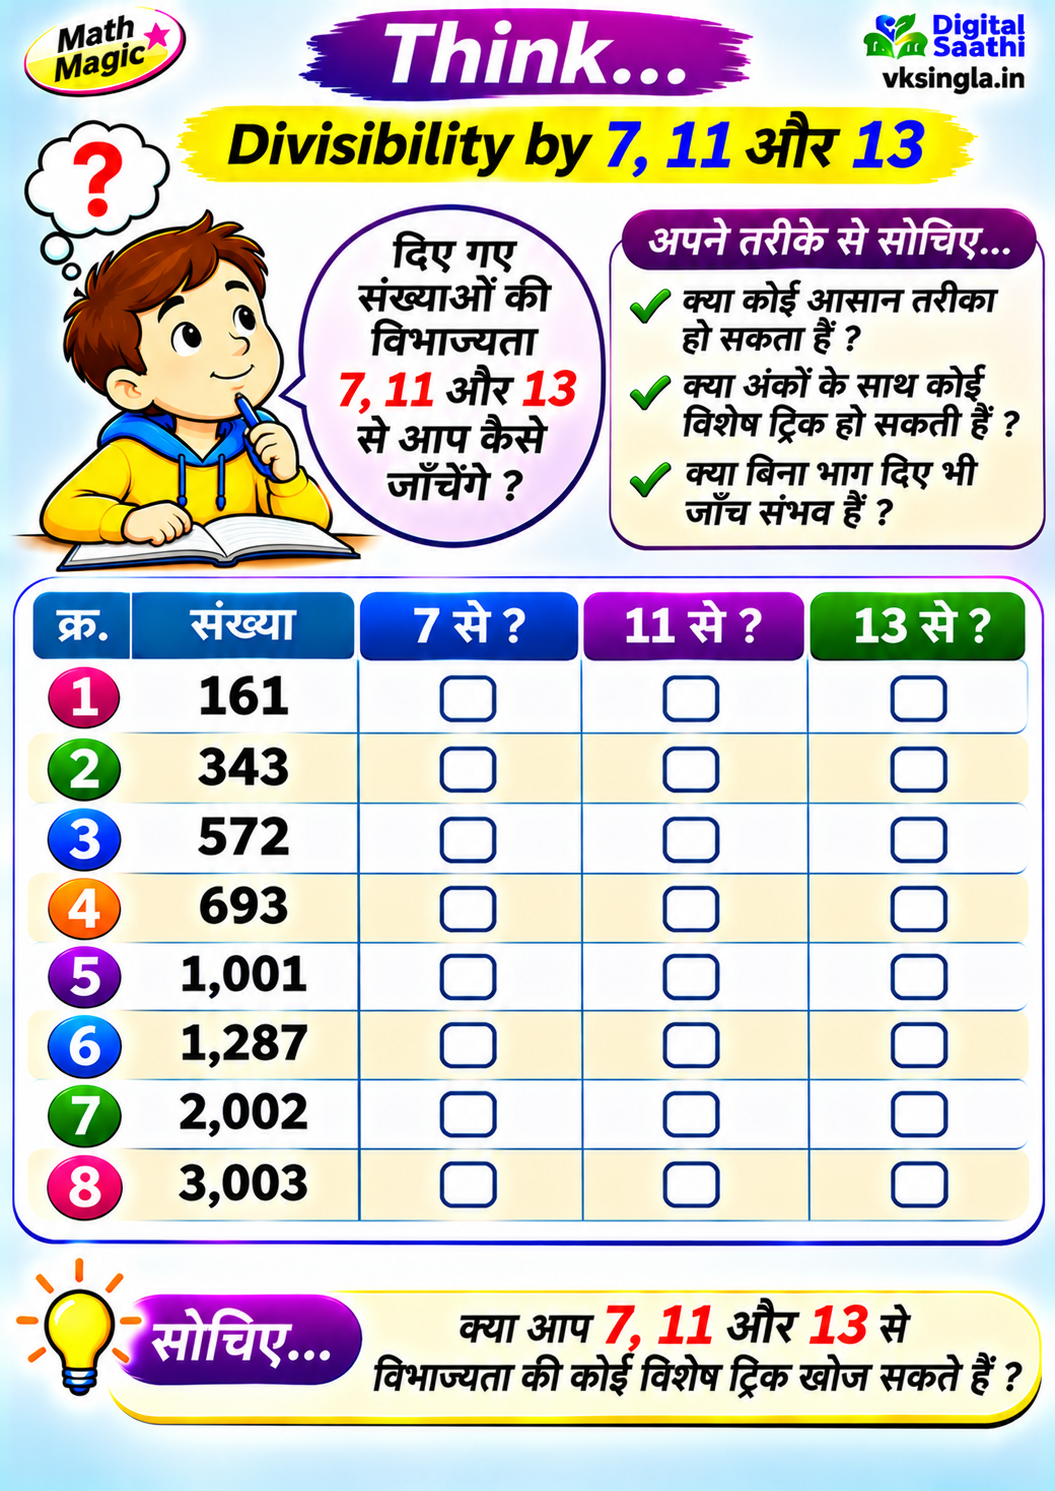 Math
Magic
Think...
Digital
Saathi
vksingla.in
Divisibility by 7, 11 और 13
?
दिए गए
संख्याओं की
विभाज्यता
7, 11 और 13
से आप कैसे
जाँचेंगे ?
अपने तरीके से सोचिए...
क्या कोई आसान तरीका
हो सकता हैं ?
क्या अंकों के साथ कोई
विशेष ट्रिक हो सकती हैं ?
क्या बिना भाग दिए भी
जाँच संभव हैं ?
क्र. संख्या 7 से ? 11 से ? 13 से ?
1 161
2 343
3 572
4 693
5 1,001
6 1,287
7 2,002
8 3,003
सोचिए...
क्या आप 7, 11 और 13 से
विभाज्यता की कोई विशेष ट्रिक खोज सकते हैं ?